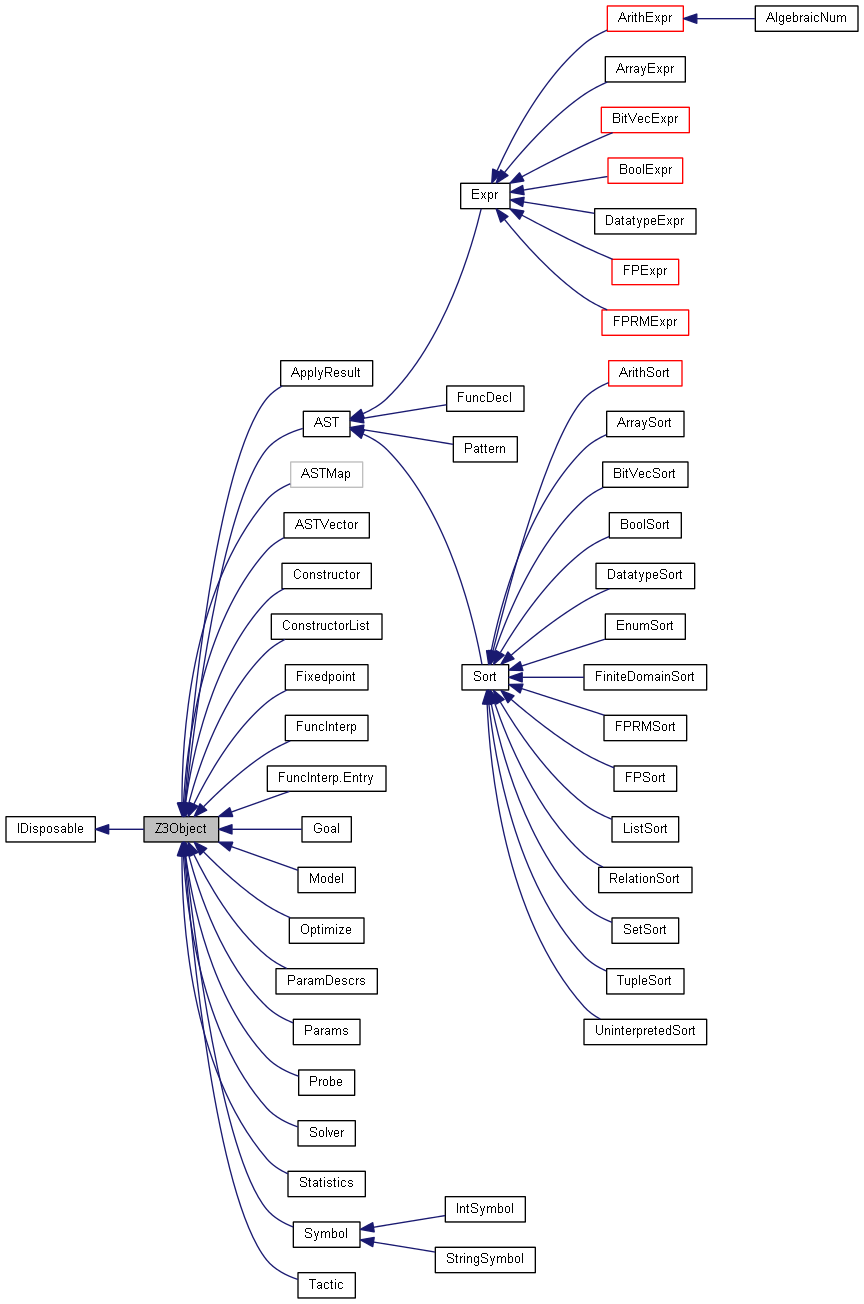 ArithExpr
AlgebraicNum
ArrayExpr
BitVecExpr
BoolExpr
Expr
DatatypeExpr
FPExpr
FPRMExpr
ApplyResult
ArithSort
FuncDecl
AST
ArraySort
Pattern
ASTMap
BitVecSort
ASTVector
BoolSort
Constructor
DatatypeSort
ConstructorList
EnumSort
Fixedpoint
Sort
FiniteDomainSort
FuncInterp
FPRMSort
FuncInterp.Entry
FPSort
IDisposable
Z3Object
Goal
ListSort
Model
RelationSort
Optimize
SetSort
ParamDescrs
TupleSort
Params
UninterpretedSort
Probe
Solver
Statistics
IntSymbol
Symbol
StringSymbol
Tactic